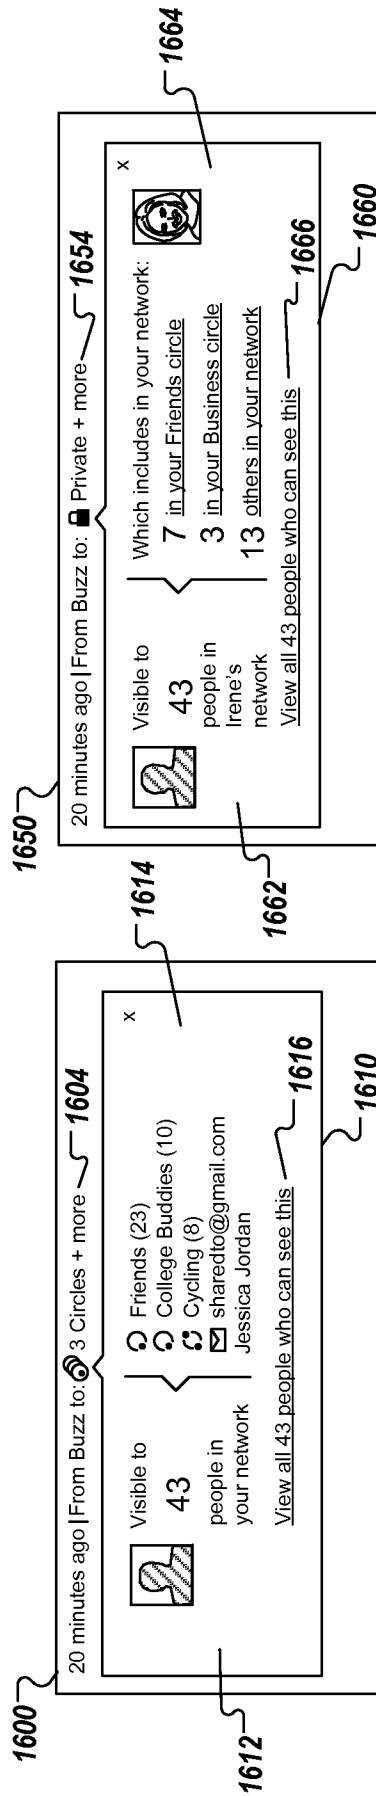 1600
20 minutes ago | From Buzz to: 3 Circles + more
1604
x
1612
1614
Visible to
43
people in
your network
Friends (23)
College Buddies (10)
Cycling (8)
sharedto@gmail.com
Jessica Jordan
View all 43 people who can see this
1616
1610
1650
20 minutes ago | From Buzz to: Private + more
1654
x
1662
1664
Visible to
43
people in
Irene's
network
Which includes in your network:
7 in your Friends circle
3 in your Business circle
13 others in your network
View all 43 people who can see this
1666
1660